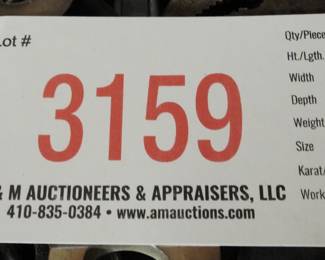 Lot #
3159
& M AUCTIONEERS & APPRAISERS, LLC
410-835-0384 • www.amauctions.com
Qty/Piece
Ht./Lgth.
Width
Depth
Weight
Size
Karat/
Work